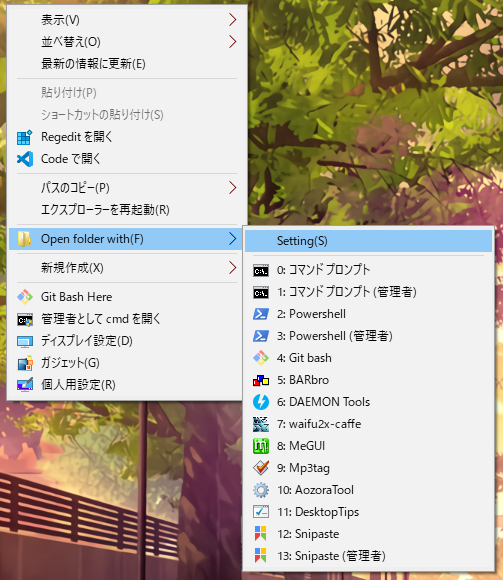 表示(V)
並べ替え(O)
最新の情報に更新(E)
貼り付け(P)
ショートカットの貼り付け(S)
Regedit を開く
Code で開く
パスのコピー(P)
エクスプローラーを再起動(R)
Open folder with(F)
新規作成(X)
Git Bash Here
管理者として cmd を開く
ディスプレイ設定(D)
ガジェット(G)
個人用設定(R)
Setting(S)
0: コマンド プロンプト
1: コマンド プロンプト (管理者)
2: Powershell
3: Powershell (管理者)
4: Git bash
5: BARbro
6: DAEMON Tools
7: waifu2x-caffe
8: MeGUI
9: Mp3tag
10: AozoraTool
11: DesktopTips
12: Snipaste
13: Snipaste (管理者)